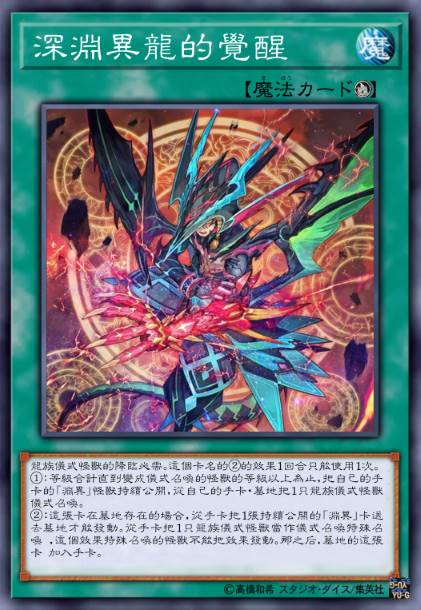 深淵異龍的覺醒
魔
【魔法カード】
ま ほう
龍族儀式怪獸的降臨必需。這個卡名的②的效果1回合只能使用1次。
①:等級合計直到變成儀式召喚的怪獸的等級以上為止,把自己的手
卡的「淵異」怪獸持續公開,從自己的手卡・墓地把1只龍族儀式怪獸
儀式召喚。
②:這張卡在墓地存在的場合,從手卡把1張持續公開的「淵異」卡送
去墓地才能發動。從手卡把1只龍族儀式怪獸當作儀式召喚特殊召
喚 ,這個效果特殊召喚的怪獸不能把效果發動。那之后,墓地的這張
卡 加入手卡。
©高橋和希 スタジオ・ダイス/集英社